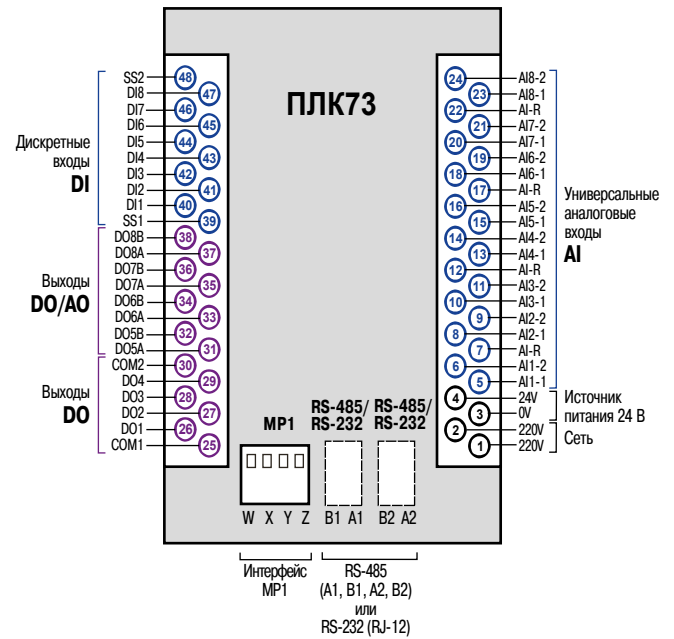 ПЛК73
SS2 48
DI8 47
DI7 46
DI6 45
DI5 44
DI4 43
DI3 42
DI2 41
DI1 40
SS1 39
DO8B 38
DO8A 37
DO7B 36
DO7A 35
DO6B 34
DO6A 33
DO5B 32
DO5A 31
COM2 30
DO4 29
DO3 28
DO2 27
DO1 26
COM1 25
Дискретные
входы
DI
Выходы
DO/AO
Выходы
DO
24 AI8-2
23 AI8-1
22 AI-R
21 AI7-2
20 AI7-1
19 AI6-2
18 AI6-1
17 AI-R
16 AI5-2
15 AI5-1
14 AI4-2
13 AI4-1
12 AI-R
11 AI3-2
10 AI3-1
9 AI2-2
8 AI2-1
7 AI-R
6 AI1-2
5 AI1-1
4 24V
3 0V
2 220V
1 220V
Универсальные
аналоговые
входы
AI
Источник
питания 24 В
Сеть
MP1
RS-485/
RS-232
RS-485/
RS-232
W X Y Z
B1 A1
B2 A2
Интерфейс
MP1
RS-485
(A1, B1, A2, B2)
или
RS-232 (RJ-12)